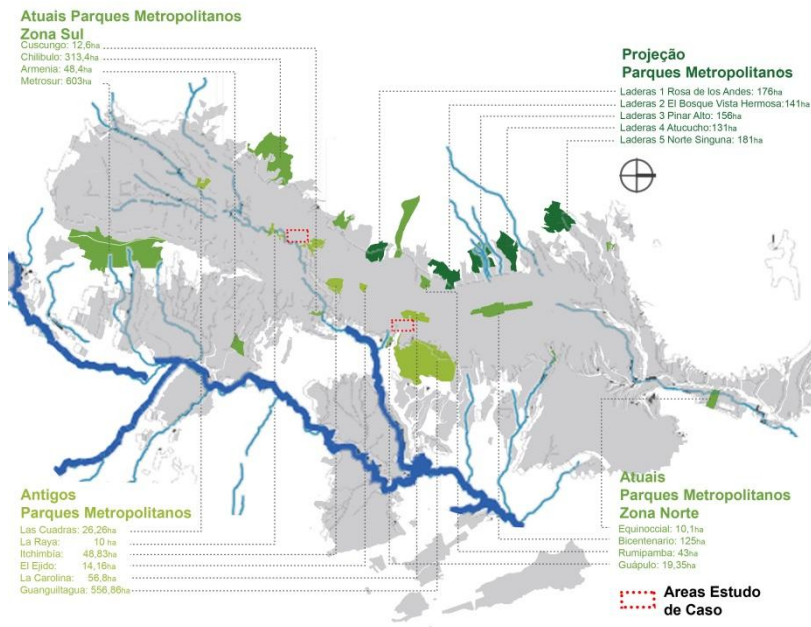 Atuais Parques Metropolitanos
Zona Sul
Cuscungo: 12,6ha
Chilibulo: 313,4ha
Armenia: 48,4ha
Metrosur: 603ha
Projeção
Parques Metropolitanos
Laderas 1 Rosa de los Andes: 176ha
Laderas 2 El Bosque Vista Hermosa:141ha
Laderas 3 Pinar Alto: 156ha
Laderas 4 Atucucho:131ha
Laderas 5 Norte Singuna: 181ha
Antigos
Parques Metropolitanos
Las Cuadras: 26,26ha
La Raya: 10 ha
Itchimbía: 48,83ha
El Ejido: 14,16ha
La Carolina: 56,8ha
Guanguiltagua: 556,86ha
Atuais
Parques Metropolitanos
Zona Norte
Equinoccial: 10,1ha
Bicentenario: 125ha
Rumipamba: 43ha
Guápulo: 19,35ha
Areas Estudo
de Caso